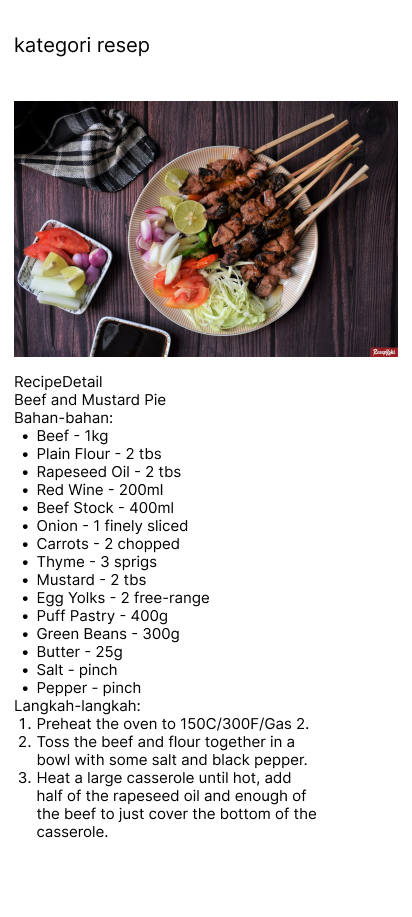 kategori resep
ResepKoki
RecipeDetail
Beef and Mustard Pie
Bahan-bahan:
• Beef - 1kg
• Plain Flour - 2 tbs
• Rapeseed Oil - 2 tbs
• Red Wine - 200ml
• Beef Stock - 400ml
• Onion - 1 finely sliced
• Carrots - 2 chopped
• Thyme - 3 sprigs
• Mustard - 2 tbs
• Egg Yolks - 2 free-range
• Puff Pastry - 400g
• Green Beans - 300g
• Butter - 25g
• Salt - pinch
• Pepper - pinch
Langkah-langkah:
1. Preheat the oven to 150C/300F/Gas 2.
2. Toss the beef and flour together in a
bowl with some salt and black pepper.
3. Heat a large casserole until hot, add
half of the rapeseed oil and enough of
the beef to just cover the bottom of the
casserole.